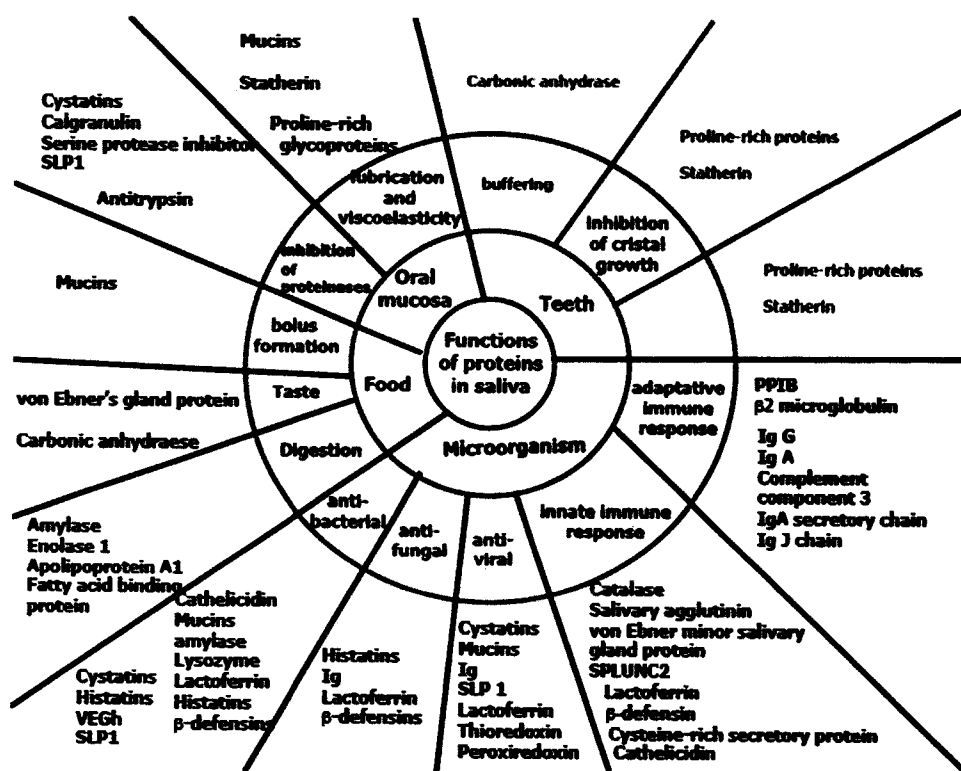 Functions
of proteins
in saliva
Oral
mucosa
Teeth
Food
Microorganism
lubrication
and
viscoelasticity
buffering
inhibition
of cristal
growth
adaptative
immune
response
innate immune
response
anti-
viral
anti-
fungal
anti-
bacterial
Digestion
Taste
bolus
formation
inhibition
of
proteinases
Mucins
Statherin
Proline-rich
glycoproteins
Carbonic anhydrase
Proline-rich proteins
Statherin
Proline-rich proteins
Statherin
PPIB
β2 microglobulin
Ig G
Ig A
Complement
component 3
IgA secretory chain
Ig J chain
Catalase
Salivary agglutinin
von Ebner minor salivary
gland protein
SPLUNC2
Lactoferrin
β-defensin
Cysteine-rich secretory protein
Cathelicidin
Cystatins
Mucins
Ig
SLP 1
Lactoferrin
Thioredoxin
Peroxiredoxin
Histatins
Ig
Lactoferrin
β-defensins
Cathelicidin
Mucins
amylase
Lysozyme
Lactoferrin
Histatins
β-defensins
Cystatins
Histatins
VEGh
SLP1
Amylase
Enolase 1
Apolipoprotein A1
Fatty acid binding
protein
von Ebner's gland protein
Carbonic anhydraese
Mucins
Cystatins
Calgranulin
Serine protease inhibitor
SLP1
Antitrypsin